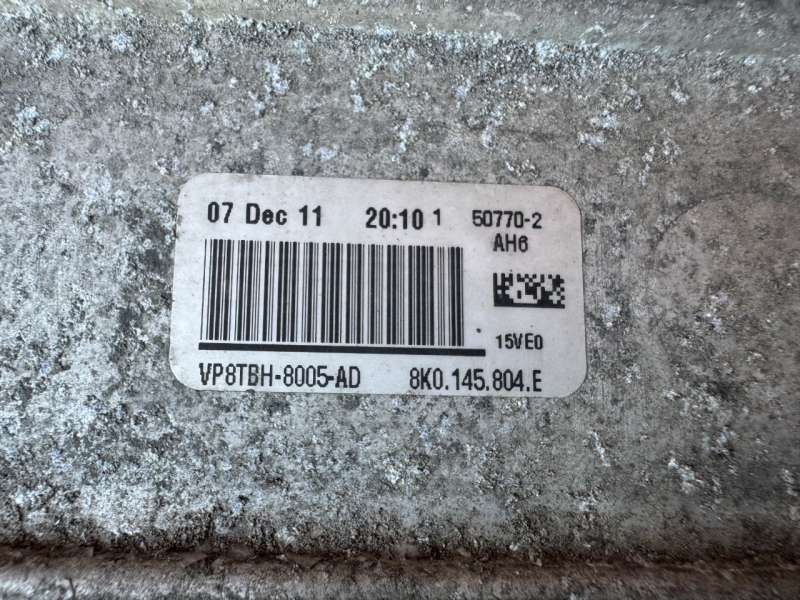 07 Dec 11 20:10 1 50770-2
AH6
15VE0
VP8TBH-8005-AD 8K0.145.804.E